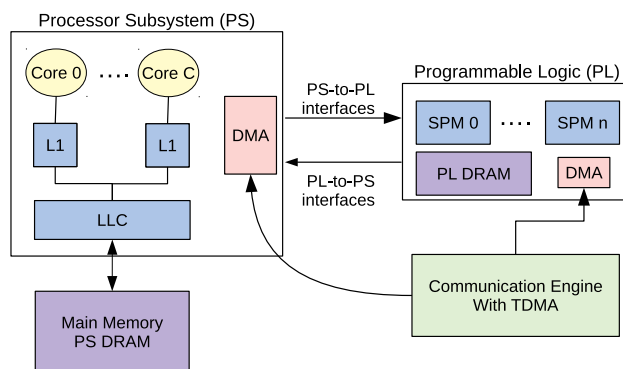 Processor Subsystem (PS)
Core 0
....
Core C
L1
L1
DMA
LLC
Main Memory
PS DRAM
PS-to-PL
interfaces
PL-to-PS
interfaces
Programmable Logic (PL)
SPM 0
....
SPM n
PL DRAM
DMA
Communication Engine
With TDMA